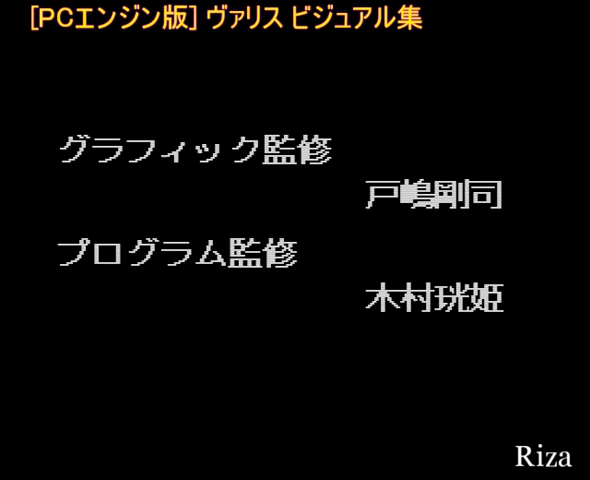 [PCエンジン版] ヴァリス ビジュアル集
グラフィック監修
戸嶋剛司
プログラム監修
木村珖姫
Riza